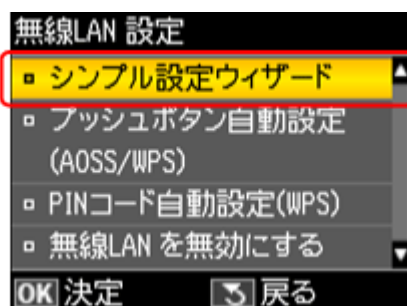 無線LAN 設定
シンプル設定ウィザード
プッシュボタン自動設定
(AOSS/WPS)
PINコード自動設定(WPS)
無線LAN を無効にする
OK 決定 戻る